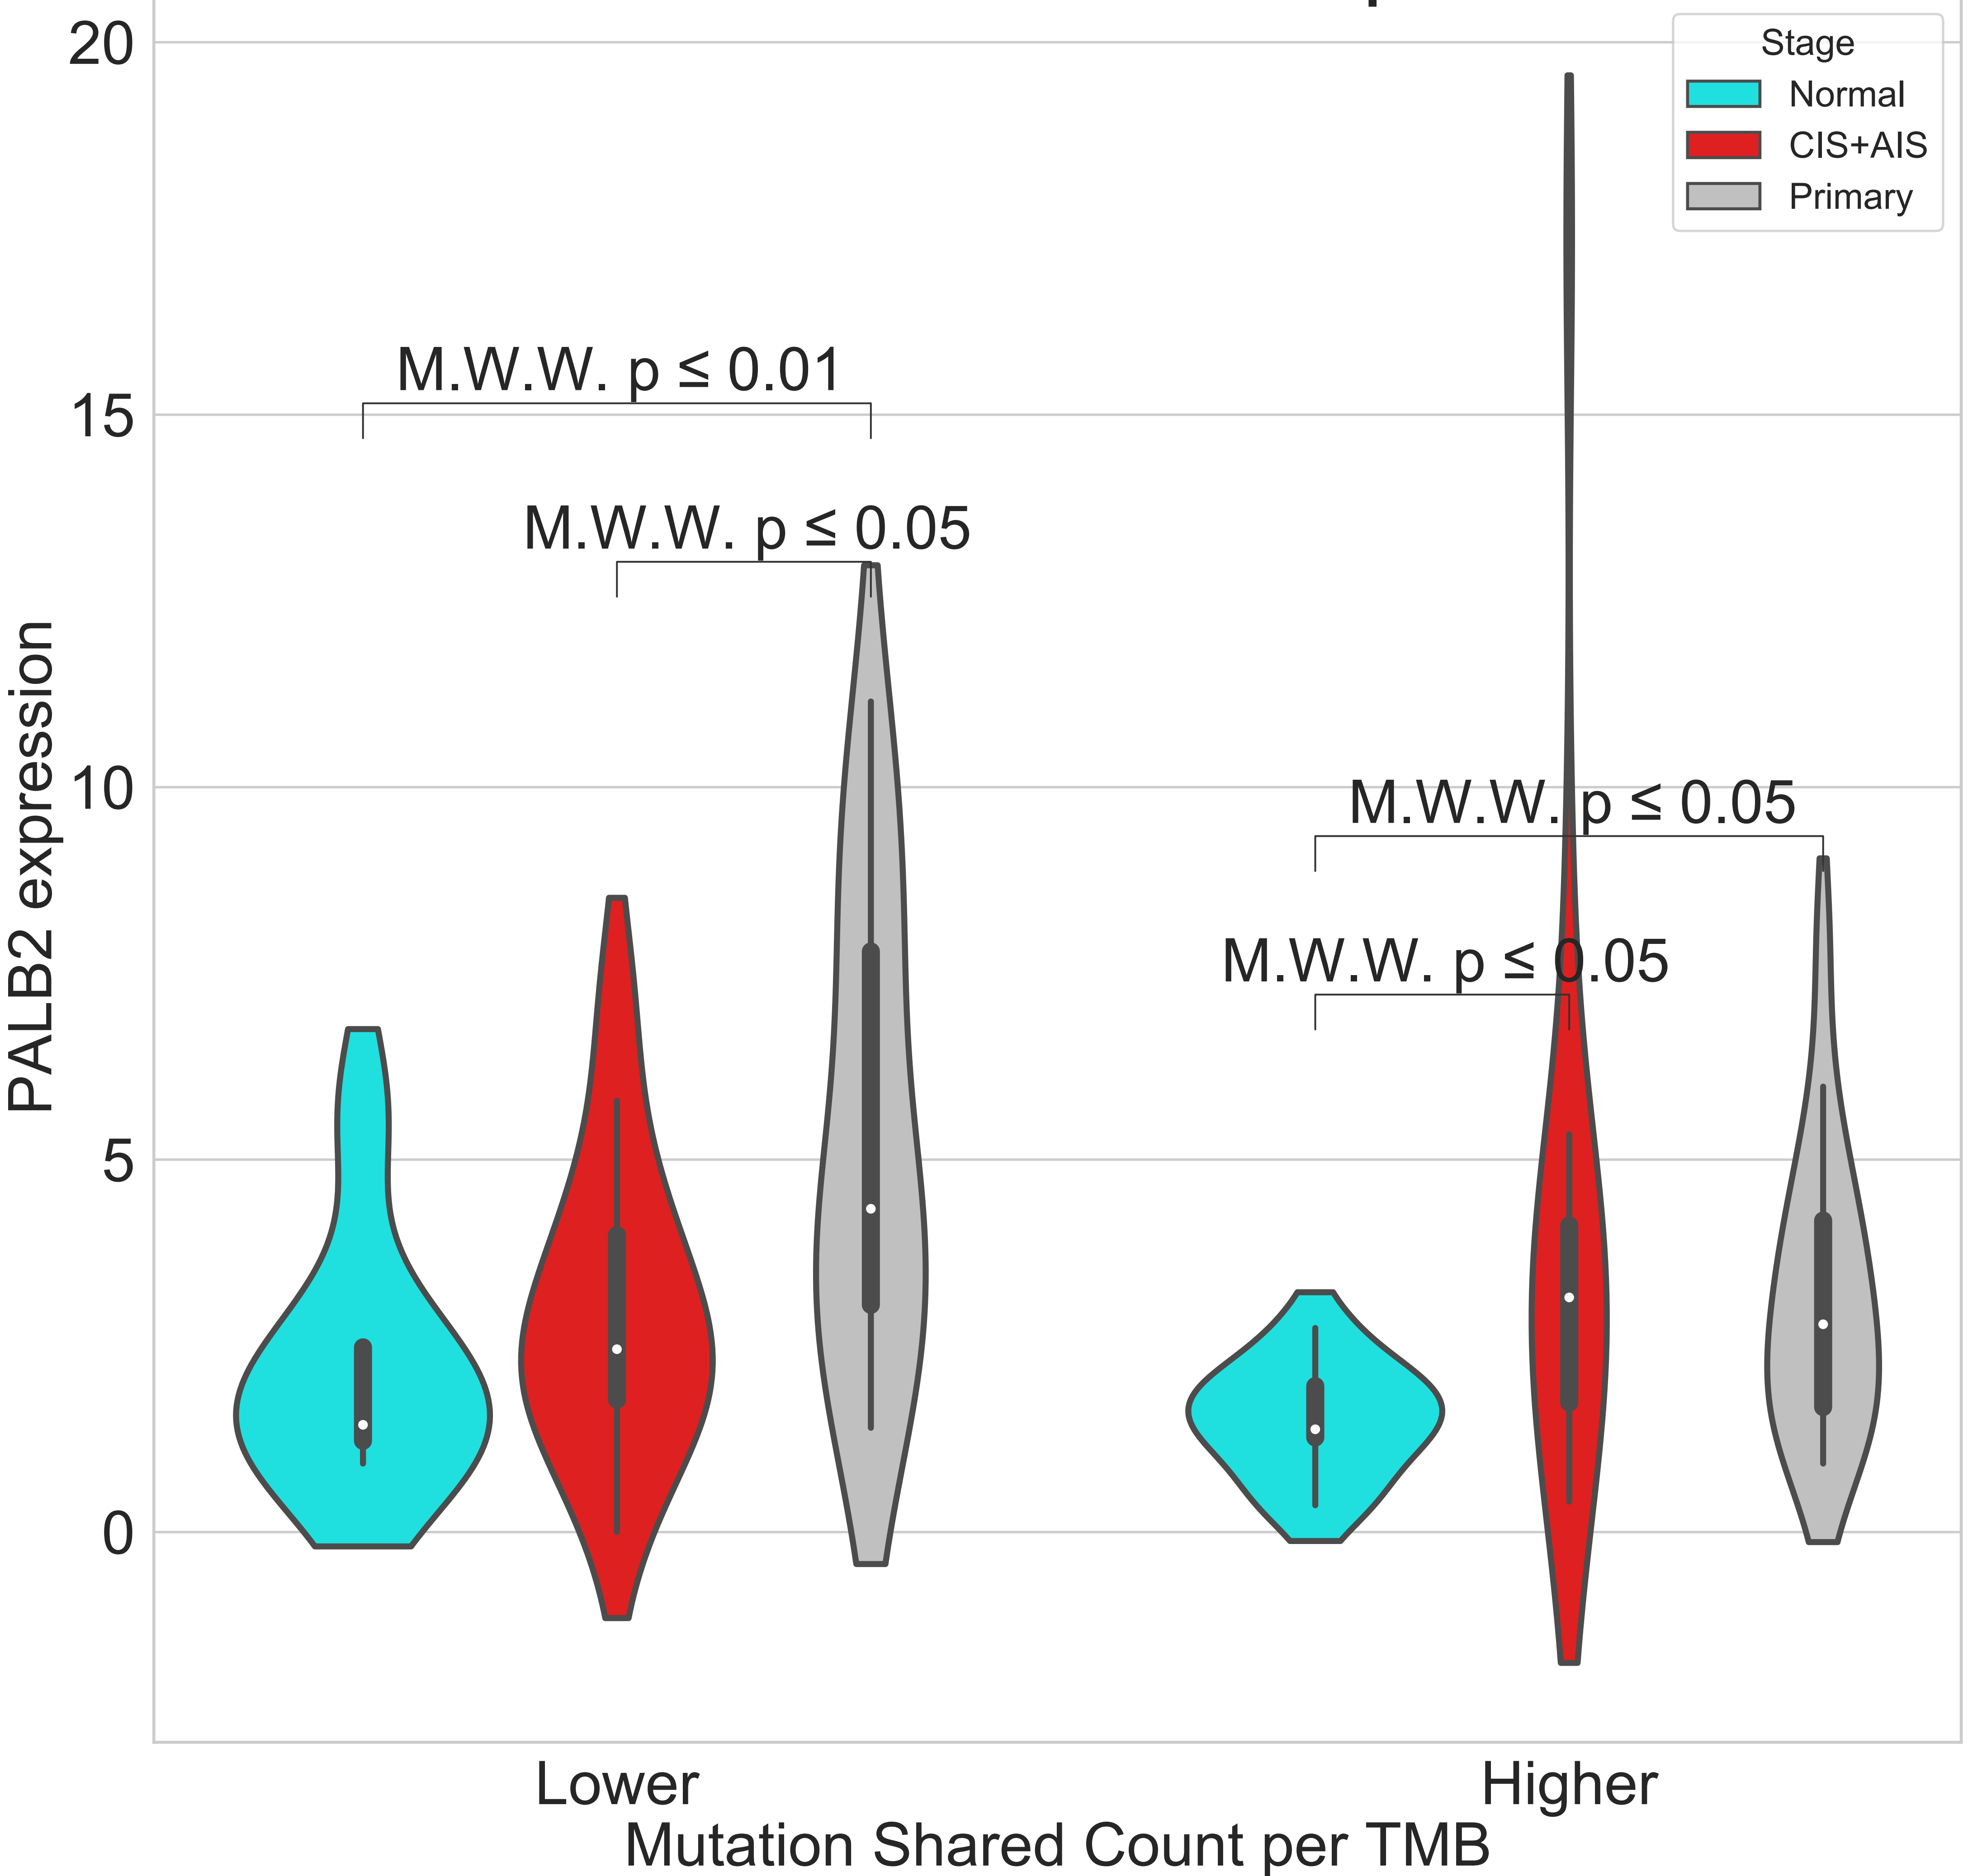 20
15
10
5
0
PALB2 expression
Stage
Normal
CIS+AIS
Primary
M.W.W. p ≤ 0.01
M.W.W. p ≤ 0.05
M.W.W. p ≤ 0.05
M.W.W. p ≤ 0.05
Lower
Higher
Mutation Shared Count per TMB